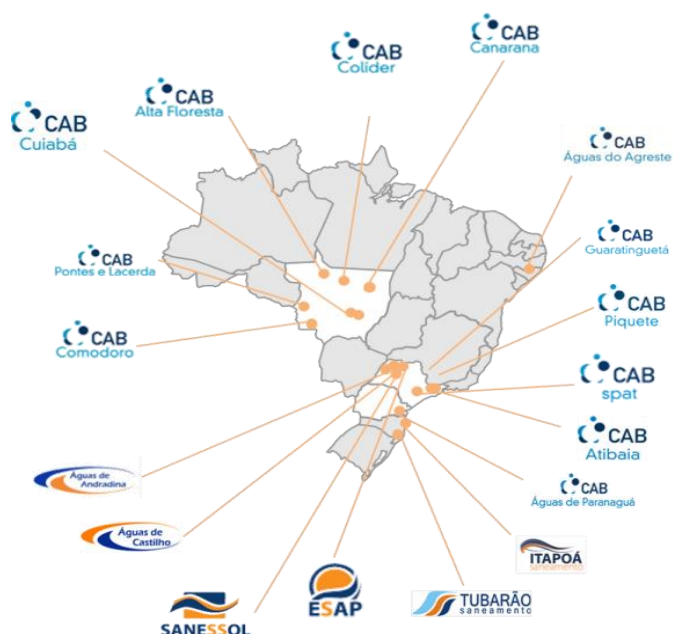 CAB
Canarana
CAB
Colíder
CAB
Alta Floresta
CAB
Cuiabá
CAB
Águas do Agreste
CAB
Guaratinguetá
CAB
Pontes e Lacerda
CAB
Piquete
CAB
Comodoro
CAB
spat
CAB
Atibaia
Águas de
Andradina
CAB
Águas de Paranaguá
Águas de
Castilho
ITAPOÁ
saneamento
ESAP
TUBARÃO
saneamento
SANESSOL